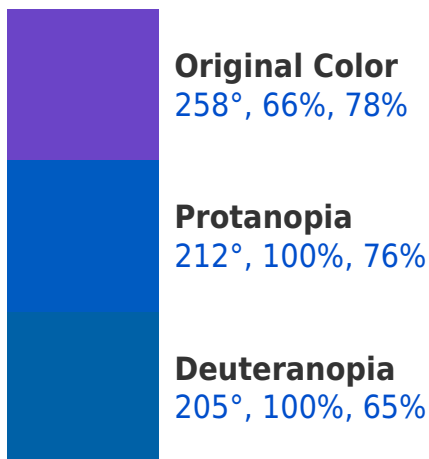 Original Color
258°, 66%, 78%
Protanopia
212°, 100%, 76%
Deuteranopia
205°, 100%, 65%